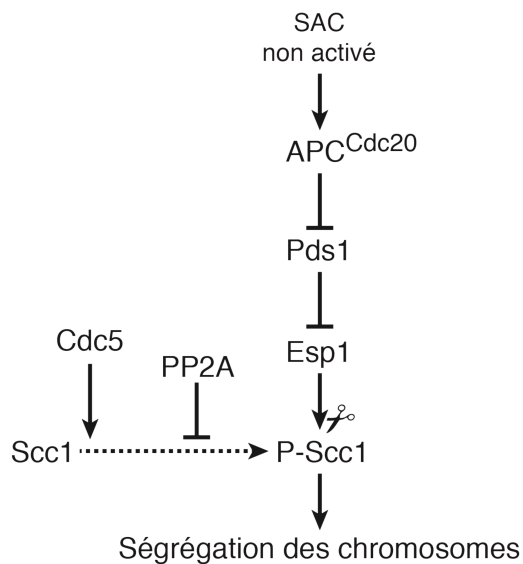 SAC
non activé
APCCdc20
Pds1
Cdc5
Esp1
PP2A
Scc1
P-Scc1
Ségrégation des chromosomes